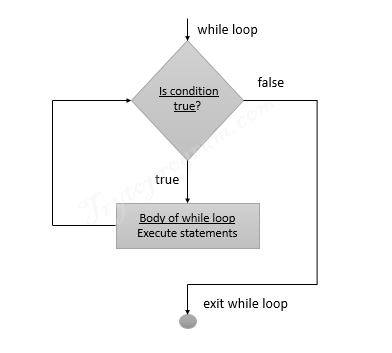 while loop
Is condition
true?
false
true
Body of while loop
Execute statements
exit while loop